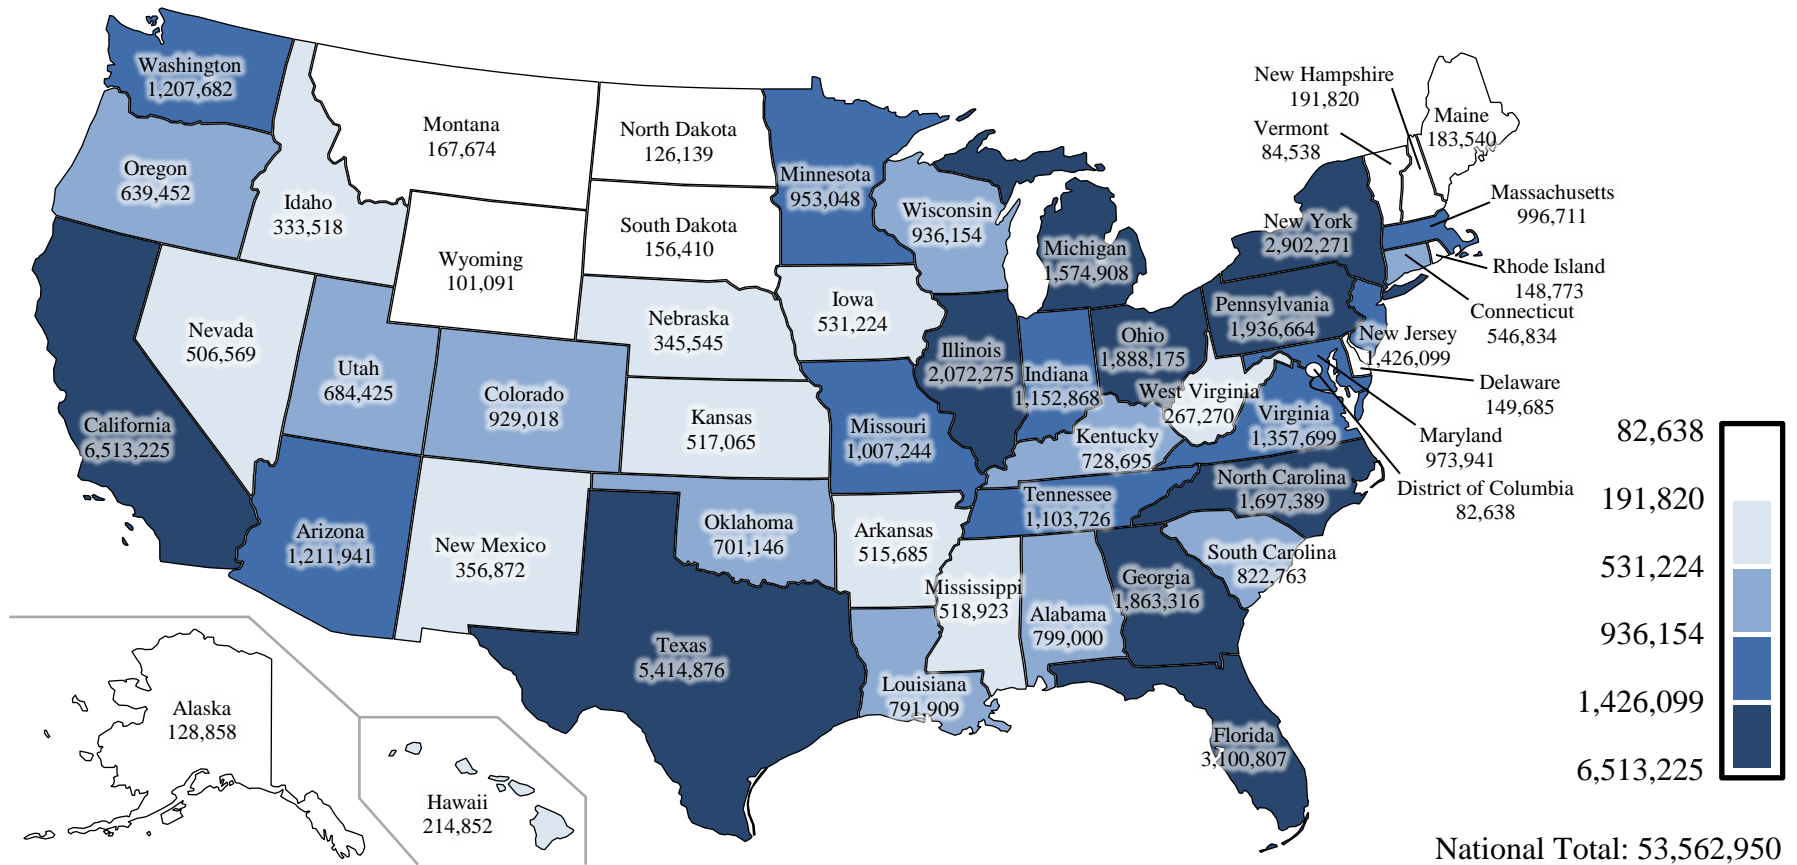 Washington
1,207,682
Oregon
639,452
California
6,513,225
Idaho
333,518
Nevada
506,569
Montana
167,674
Wyoming
101,091
Utah
684,425
Colorado
929,018
Arizona
1,211,941
New Mexico
356,872
North Dakota
126,139
South Dakota
156,410
Nebraska
345,545
Kansas
517,065
Oklahoma
701,146
Texas
5,414,876
Minnesota
953,048
Iowa
531,224
Missouri
1,007,244
Arkansas
515,685
Louisiana
791,909
Wisconsin
936,154
Illinois
2,072,275
Michigan
1,574,908
Indiana
1,152,868
Ohio
1,888,175
Kentucky
728,695
Tennessee
1,103,726
Mississippi
518,923
Alabama
799,000
Georgia
1,863,316
Florida
3,100,807
South Carolina
822,763
North Carolina
1,697,389
Virginia
1,357,699
West Virginia
267,270
Pennsylvania
1,936,664
New York
2,902,271
New Hampshire
191,820
Vermont
84,538
Maine
183,540
Massachusetts
996,711
Rhode Island
148,773
Connecticut
546,834
New Jersey
1,426,099
Delaware
149,685
Maryland
973,941
District of Columbia
82,638
Alaska
128,858
Hawaii
214,852
82,638
191,820
531,224
936,154
1,426,099
6,513,225
National Total: 53,562,950